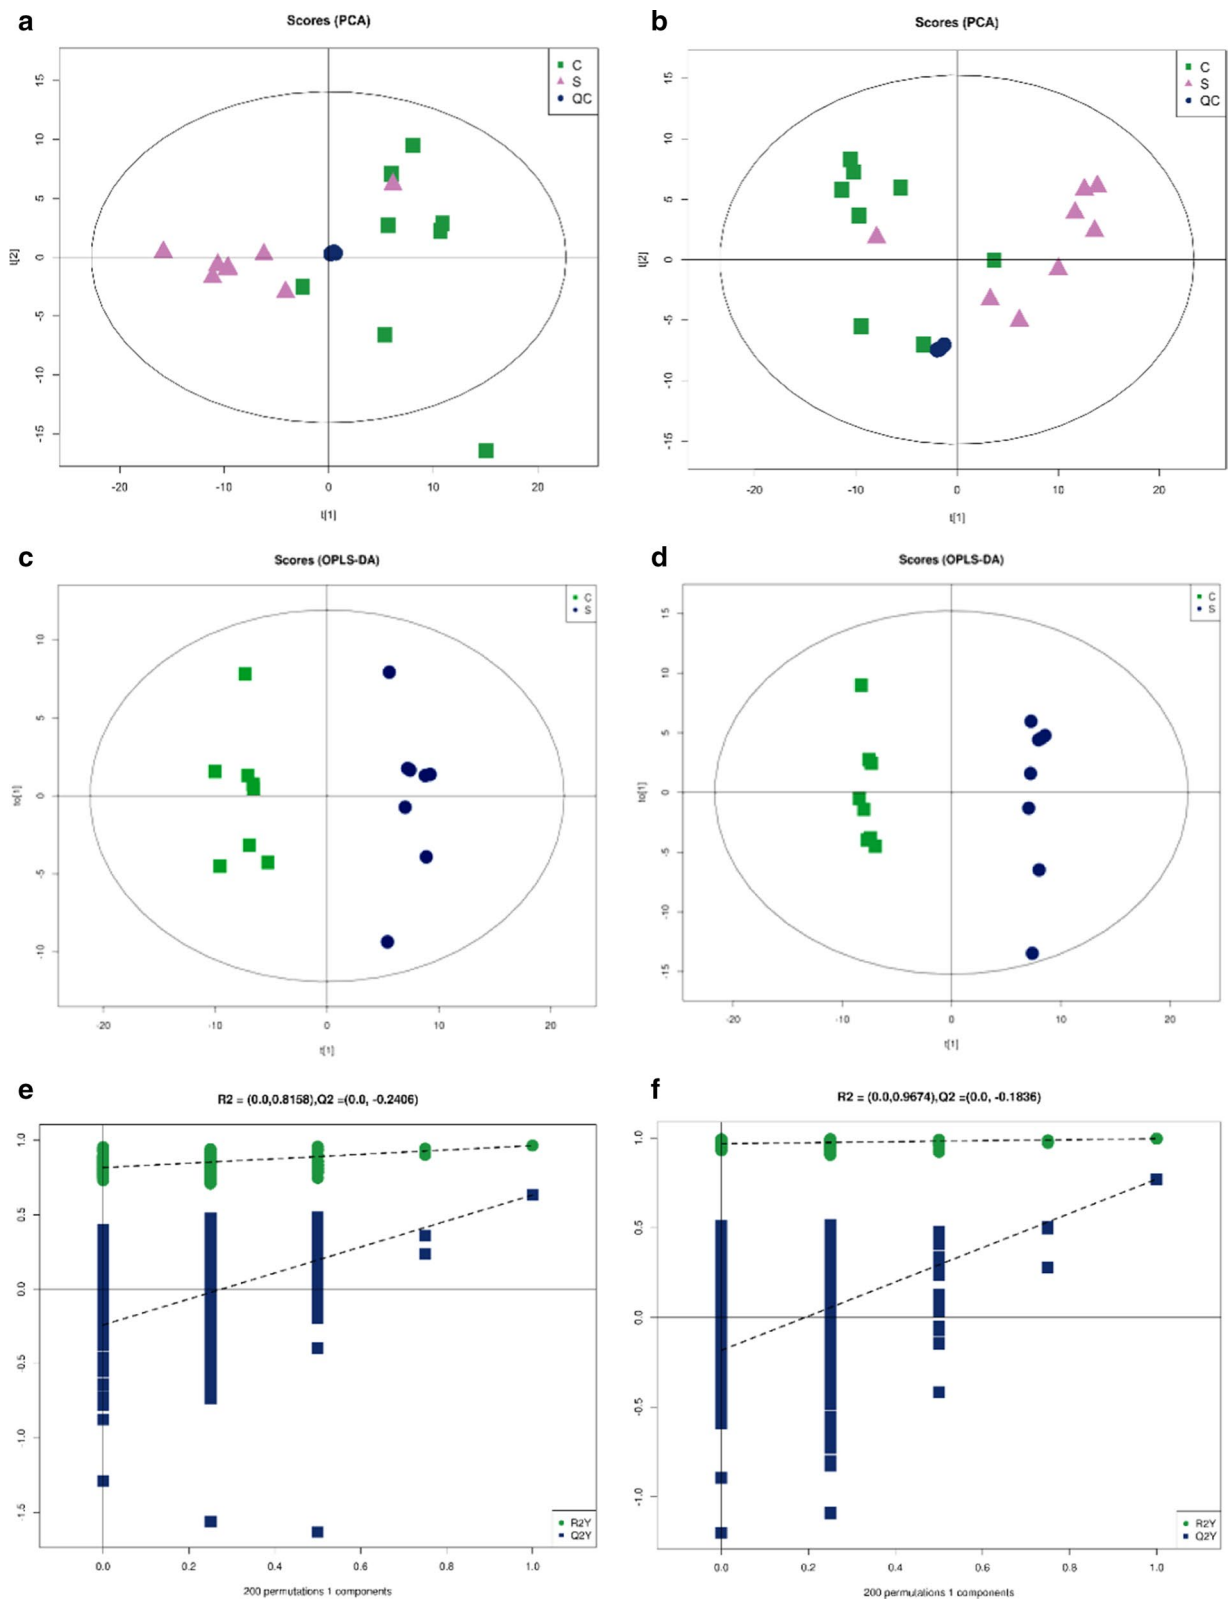 a
Scores (PCA)
C
S
QC
15
10
5
0
-5
-10
-15
t[2]
-20 -10 0 10 20
t[1]
b
Scores (PCA)
C
S
QC
15
10
5
0
-5
-10
-15
t[2]
-20 -10 0 10 20
t[1]
c
Scores (OPLS-DA)
C
S
10
5
0
-5
-10
to[1]
-20 -10 0 10 20
t[1]
d
Scores (OPLS-DA)
C
S
15
10
5
0
-5
-10
-15
to[1]
-20 -10 0 10 20
t[1]
e
R2 = (0.0,0.8158),Q2 =(0.0, -0.2406)
1.0
0.5
0.0
-0.5
-1.0
-1.5
R2Y
Q2Y
0.0 0.2 0.4 0.6 0.8 1.0
200 permutations 1 components
f
R2 = (0.0,0.9674),Q2 =(0.0, -0.1836)
1.0
0.5
0.0
-0.5
-1.0
R2Y
Q2Y
0.0 0.2 0.4 0.6 0.8 1.0
200 permutations 1 components